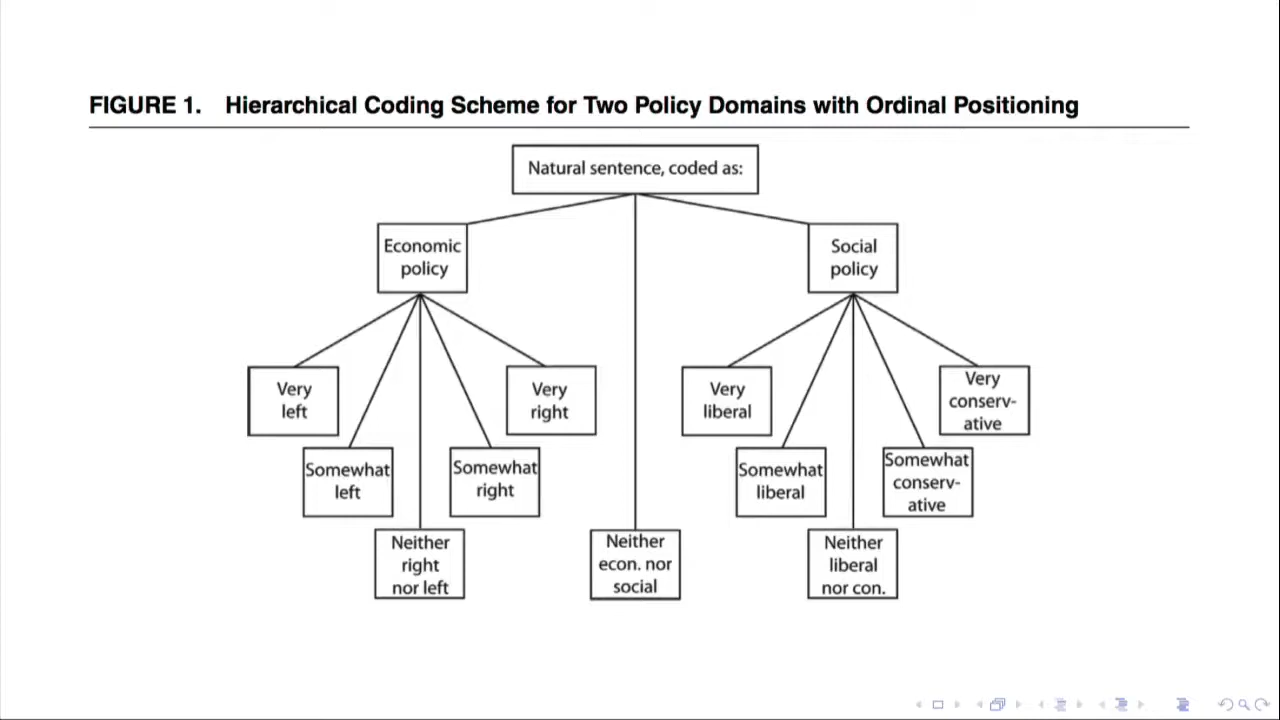 FIGURE 1. Hierarchical Coding Scheme for Two Policy Domains with Ordinal Positioning
Natural sentence, coded as:
Economic
policy
Social
policy
Very
left
Somewhat
left
Neither
right
nor left
Somewhat
right
Very
right
Neither
econ. nor
social
Very
liberal
Somewhat
liberal
Neither
liberal
nor con.
Somewhat
conserv-
ative
Very
conserv-
ative